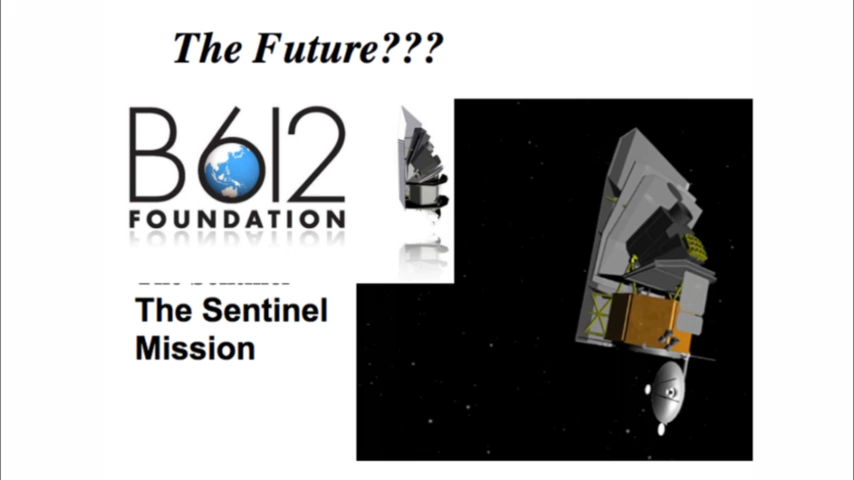 The Future???
B612
FOUNDATION
The Sentinel
Mission